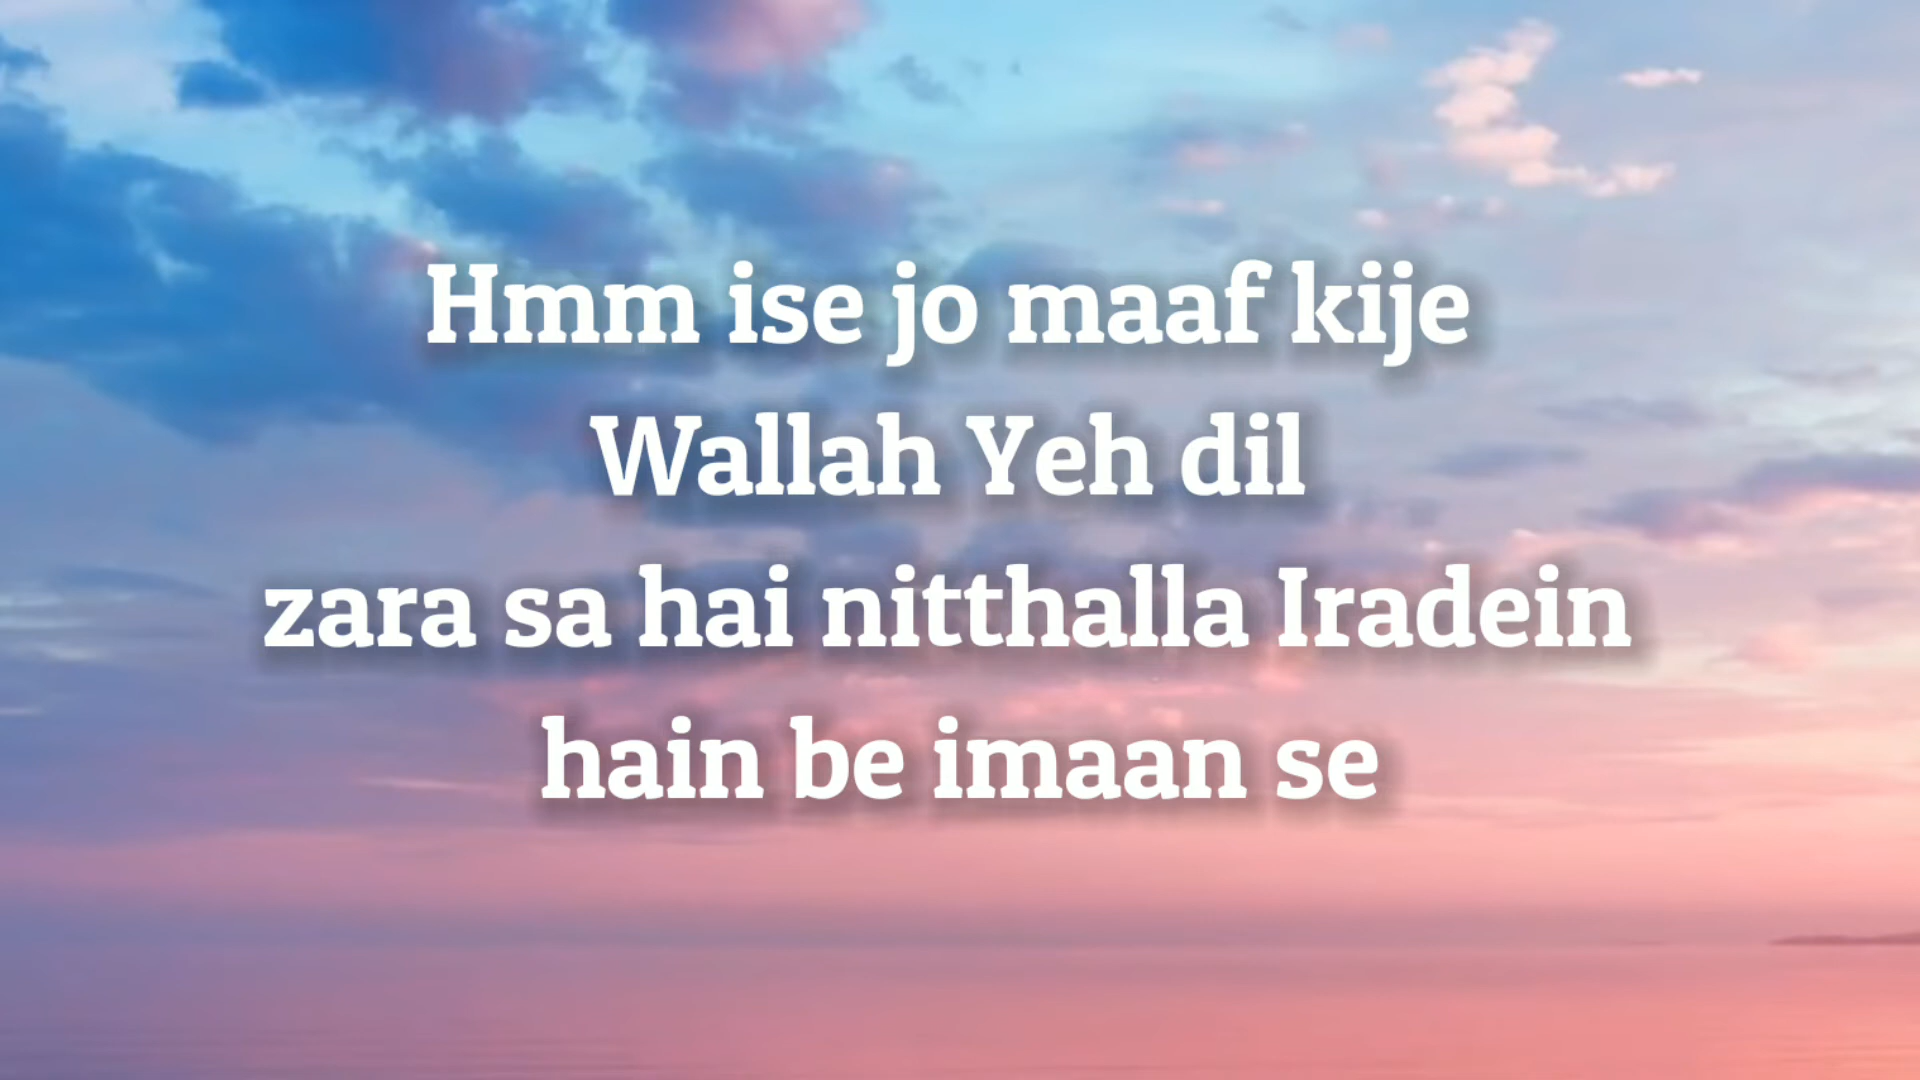 Hmm ise jo maaf kije
Wallah Yeh dil
zara sa hai nitthalla Iradein
hain be imaan se